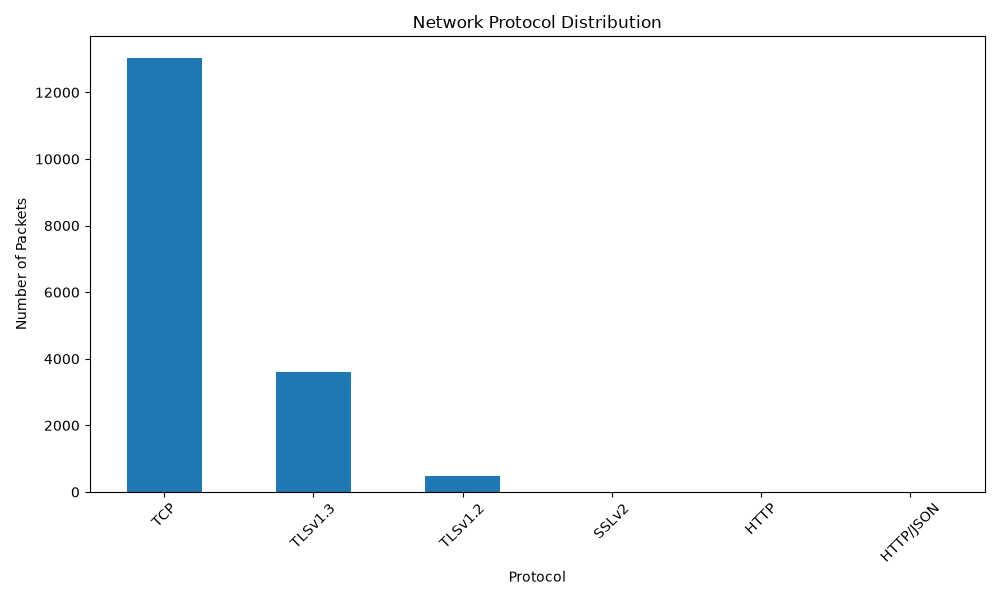 Network Protocol Distribution
Number of Packets
12000
10000
8000
6000
4000
2000
0
TCP
TLSv1.3
TLSv1.2
SSLv2
HTTP
HTTP/JSON
Protocol